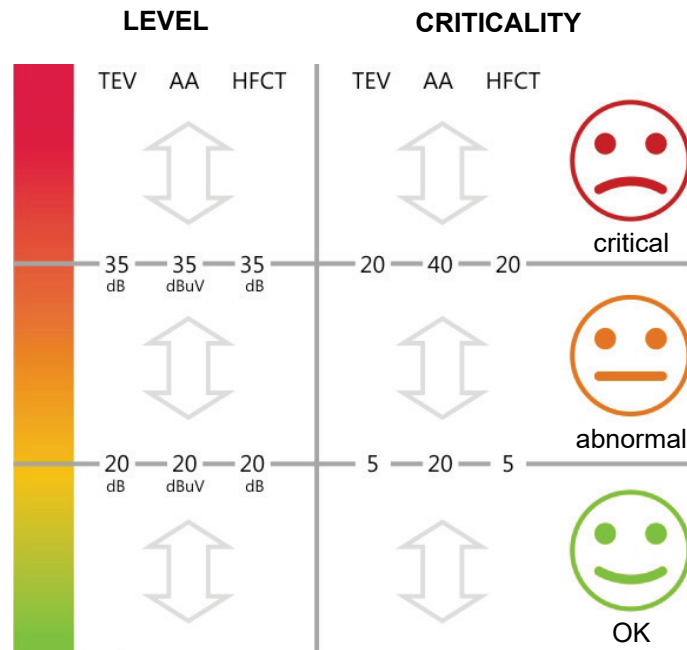 LEVEL CRITICALITY
TEV AA HFCT TEV AA HFCT
critical
35 35 35 20 40 20
dB dBuV dB
abnormal
20 20 20 5 20 5
dB dBuV dB
OK